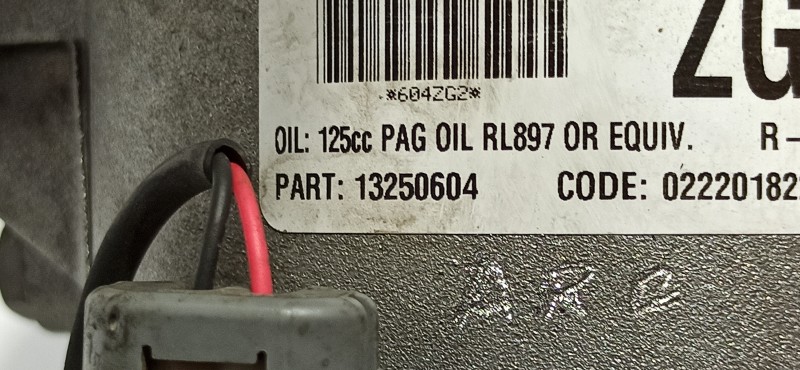 ZG
*604ZG2*
OIL: 125cc PAG OIL RL897 OR EQUIV. R-
PART: 13250604 CODE: 02220182